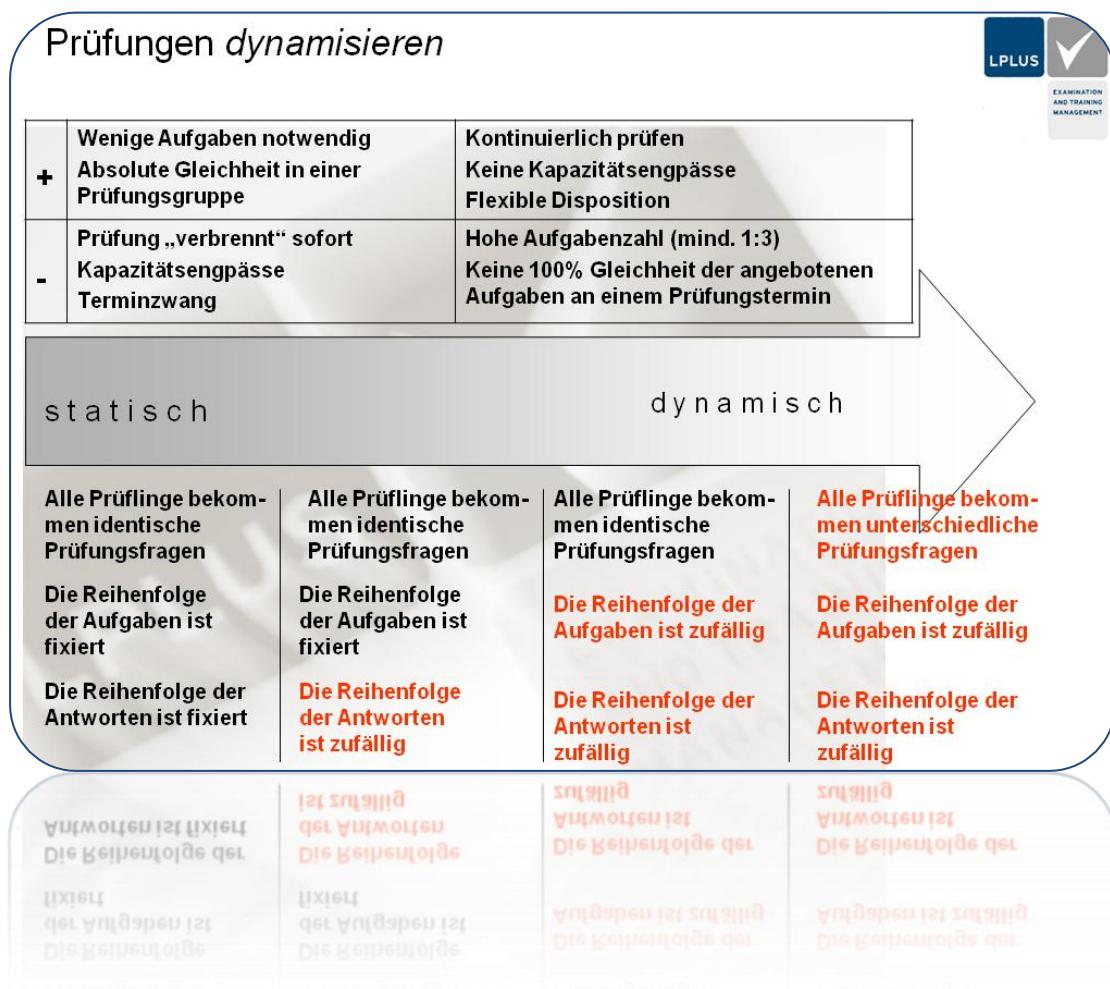 Prüfungen dynamisieren
LPLUS
EXAMINATION
AND TRAINING
MANAGEMENT
+
Wenige Aufgaben notwendig
Absolute Gleichheit in einer
Prüfungsgruppe
Kontinuierlich prüfen
Keine Kapazitätsengpässe
Flexible Disposition
-
Prüfung „verbrennt“ sofort
Kapazitätsengpässe
Terminzwang
Hohe Aufgabenzahl (mind. 1:3)
Keine 100% Gleichheit der angebotenen
Aufgaben an einem Prüfungstermin
statisch
dynamisch
Alle Prüflinge bekom-
men identische
Prüfungsfragen
Die Reihenfolge
der Aufgaben ist
fixiert
Die Reihenfolge der
Antworten ist fixiert
Alle Prüflinge bekom-
men identische
Prüfungsfragen
Die Reihenfolge
der Aufgaben ist
fixiert
Die Reihenfolge
der Antworten
ist zufällig
Alle Prüflinge bekom-
men identische
Prüfungsfragen
Die Reihenfolge der
Aufgaben ist zufällig
Die Reihenfolge der
Antworten ist
zufällig
Alle Prüflinge bekom-
men unterschiedliche
Prüfungsfragen
Die Reihenfolge der
Aufgaben ist zufällig
Die Reihenfolge der
Antworten ist
zufällig